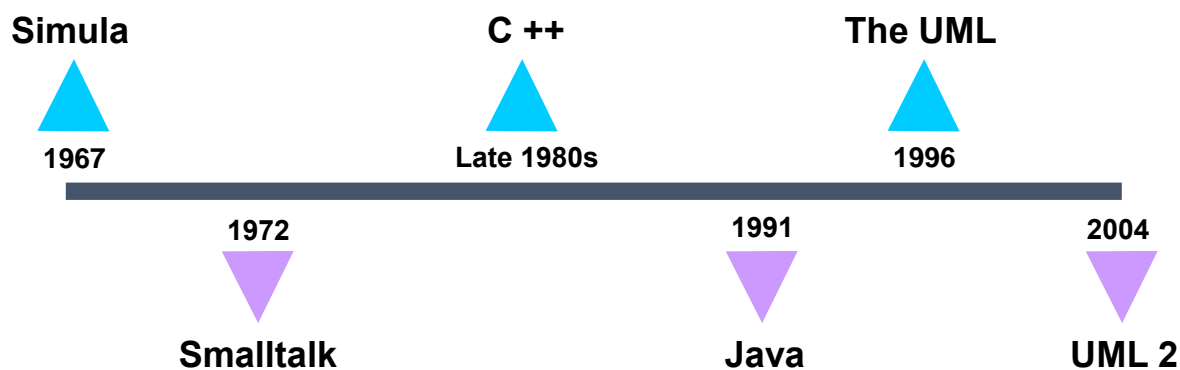 Simula
C ++
The UML
1967
Late 1980s
1996
1972
1991
2004
Smalltalk
Java
UML 2